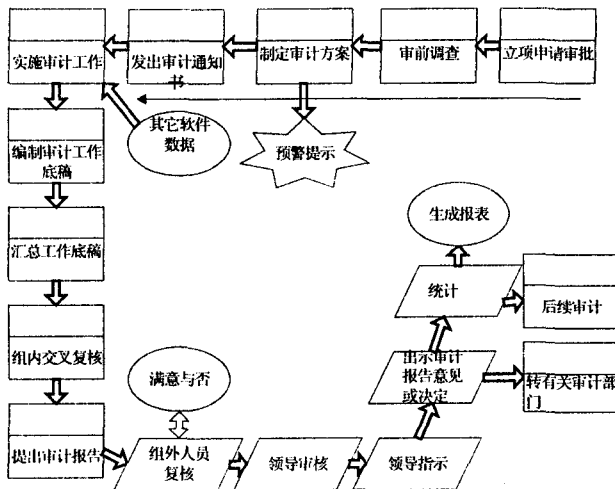 实施审计工作
发出审计通知
书
制定审计方案
审前调查
立项申请审批
其它软件
数据
预警提示
编制审计工作
底稿
汇总工作底稿
组内交叉复核
提出审计报告
满意与否
组外人员
复核
领导审核
领导指示
出示审计
报告意见
或决定
转有关审计部
门
统计
后续审计
生成报表